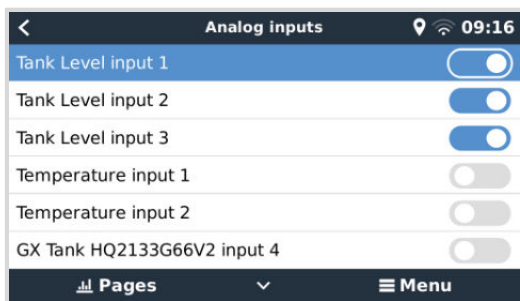 Analog inputs 09:16
Tank Level input 1
Tank Level input 2
Tank Level input 3
Temperature input 1
Temperature input 2
GX Tank HQ2133G66V2 input 4
Pages Menu